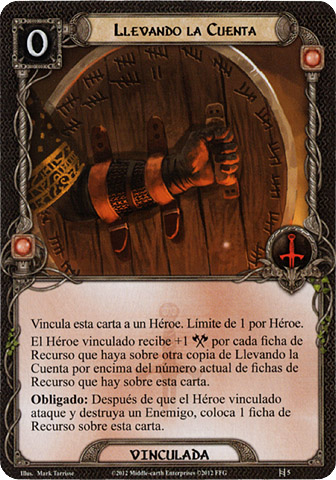 0
Llevando la Cuenta
Vincula esta carta a un Héroe. Límite de 1 por Héroe.
El Héroe vinculado recibe +1 por cada ficha de
Recurso que haya sobre otra copia de Llevando la
Cuenta por encima del número actual de fichas de
Recurso que hay sobre esta carta.
Obligado: Después de que el Héroe vinculado
ataque y destruya un Enemigo, coloca 1 ficha de
Recurso sobre esta carta.
VINCULADA
Illus. Mark Tarrisse ©2012 Middle-earth Enterprises ©2012 FFG 5